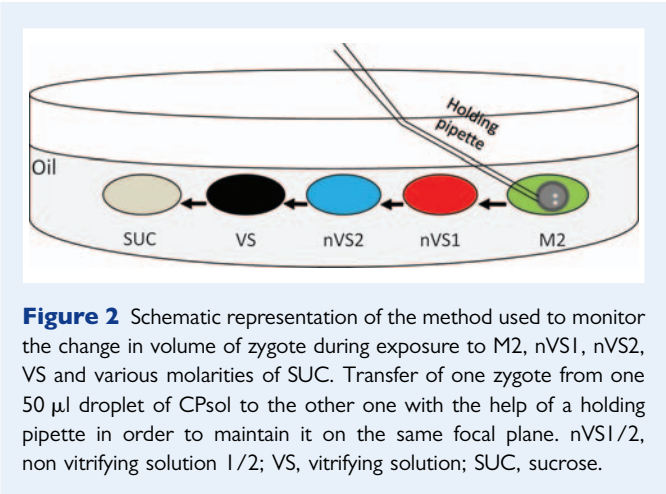 Holding
pipette
Oil
SUC VS nVS2 nVS1 M2
Figure 2 Schematic representation of the method used to monitor
the change in volume of zygote during exposure to M2, nVS1, nVS2,
VS and various molarities of SUC. Transfer of one zygote from one
50 µl droplet of CPsol to the other one with the help of a holding
pipette in order to maintain it on the same focal plane. nVS1/2,
non vitrifying solution 1/2; VS, vitrifying solution; SUC, sucrose.